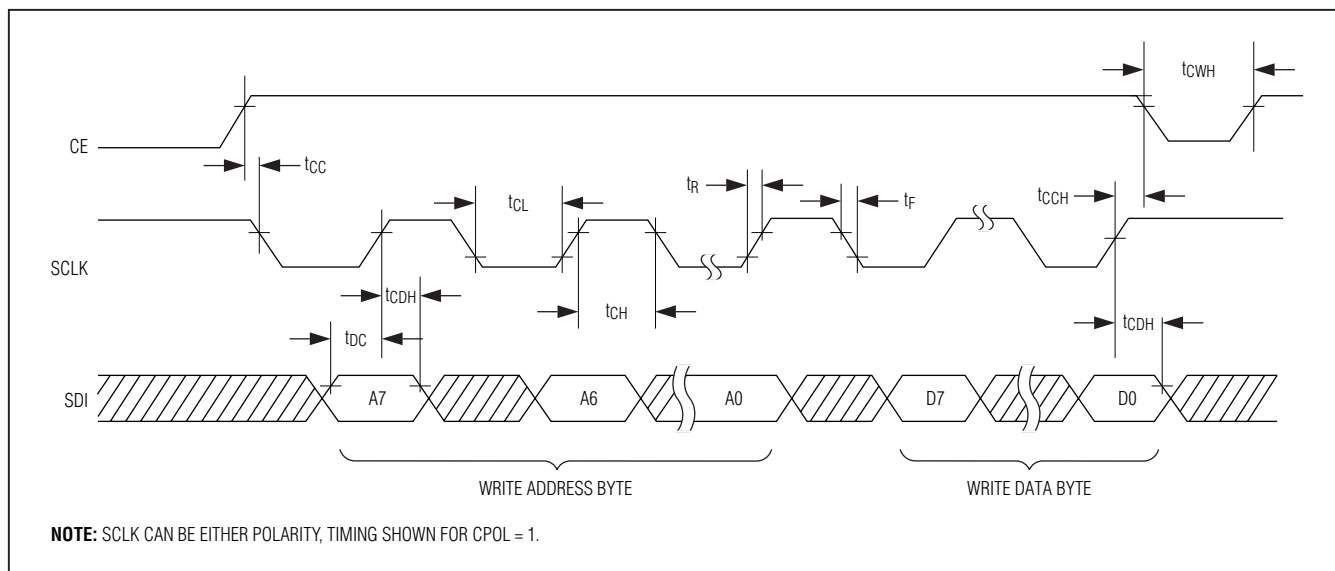 tCWH
CE
tCC
tCL
tR
tF
tCCH
SCLK
tCDH
tCH
tDC
tCDH
SDI
A7
A6
A0
D7
D0
WRITE ADDRESS BYTE
WRITE DATA BYTE
NOTE: SCLK CAN BE EITHER POLARITY, TIMING SHOWN FOR CPOL = 1.